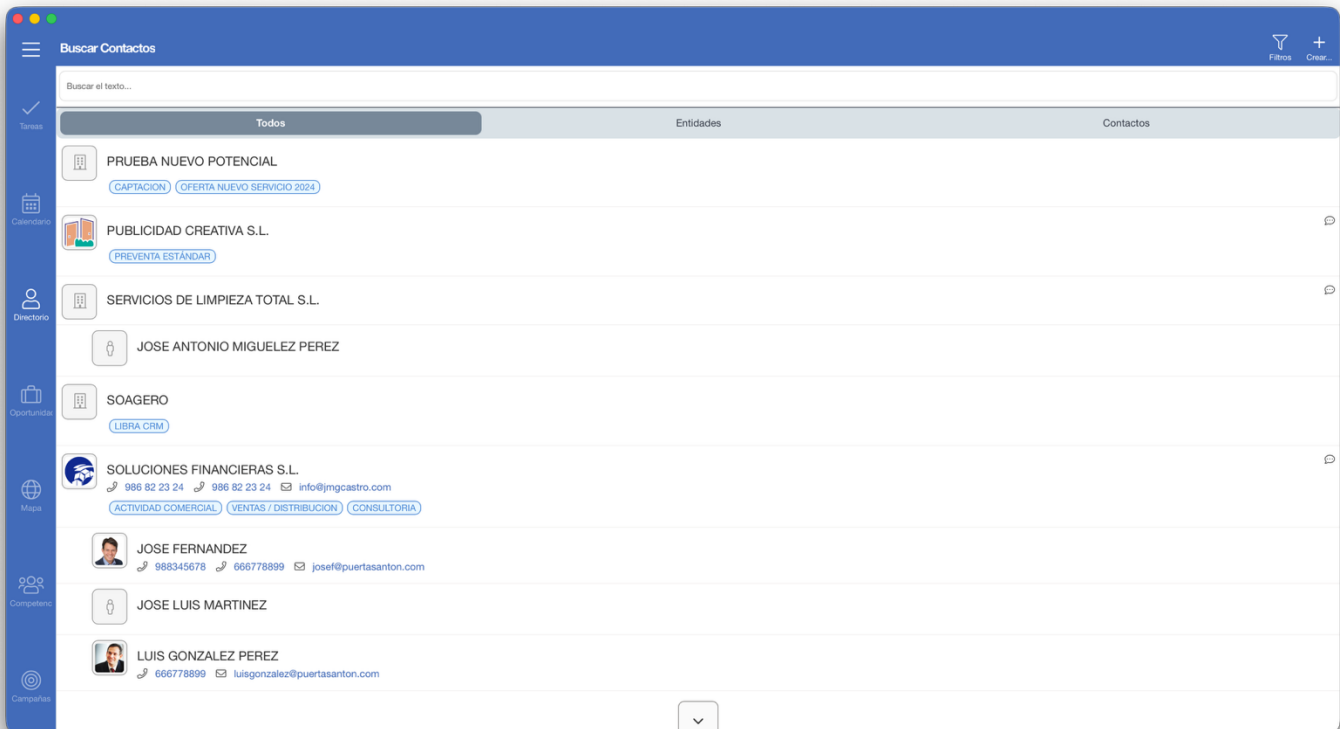 Buscar Contactos
Filtros
Crear...
Buscar el texto...
Tareas
Calendario
Directorio
Oportunidad
Mapa
Competenc
Campañas
Todos Entidades Contactos
PRUEBA NUEVO POTENCIAL
CAPTACION OFERTA NUEVO SERVICIO 2024
PUBLICIDAD CREATIVA S.L.
PREVENTA ESTÁNDAR
SERVICIOS DE LIMPIEZA TOTAL S.L.
JOSE ANTONIO MIGUELEZ PEREZ
SOAGERO
LIBRA CRM
SOLUCIONES FINANCIERAS S.L.
986 82 23 24 986 82 23 24 info@jmgcastro.com
ACTIVIDAD COMERCIAL VENTAS / DISTRIBUCION CONSULTORIA
JOSE FERNANDEZ
988345678 666778899 josef@puertasanton.com
JOSE LUIS MARTINEZ
LUIS GONZALEZ PEREZ
666778899 luisgonzalez@puertasanton.com